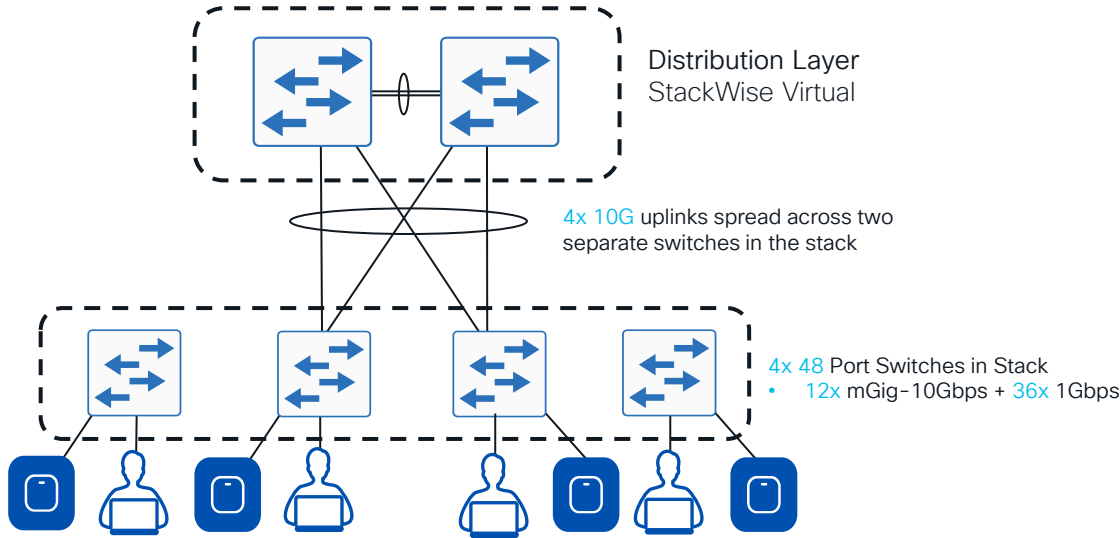 Distribution Layer
StackWise Virtual
4x 10G uplinks spread across two
separate switches in the stack
4x 48 Port Switches in Stack
• 12x mGig-10Gbps + 36x 1Gbps